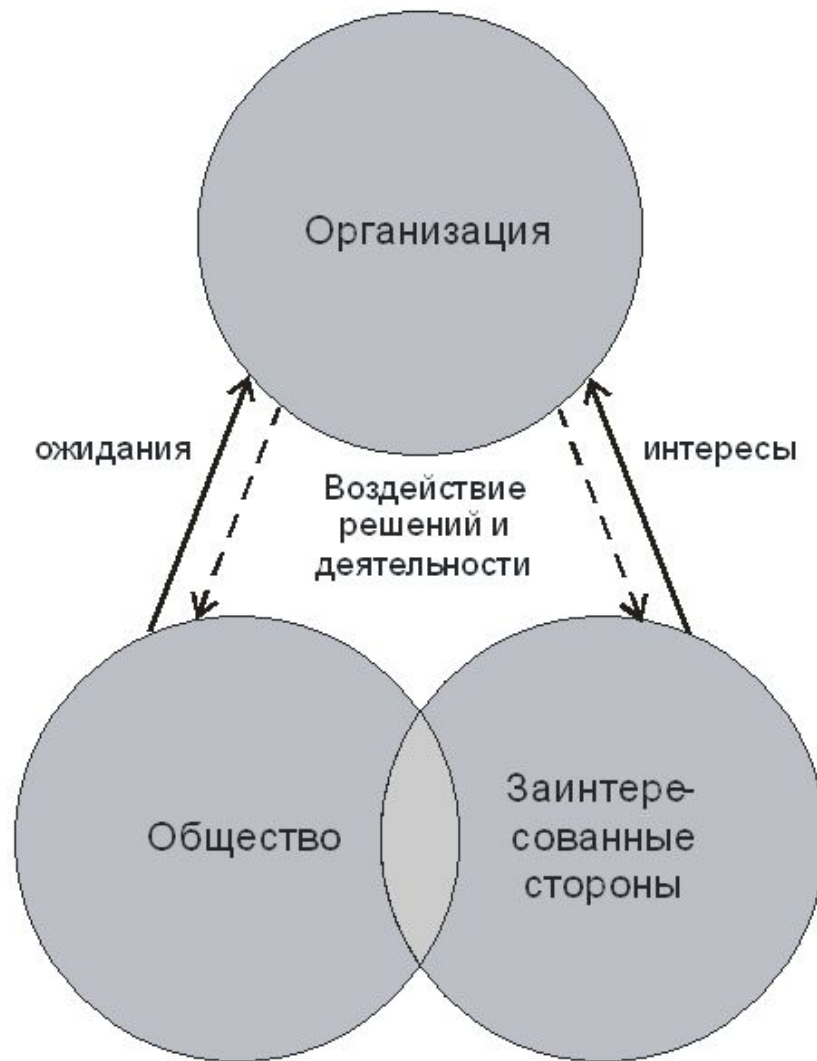 Организация
ожидания
интересы
Воздействие
решений и
деятельности
Общество
Заинтере-
сованные
стороны